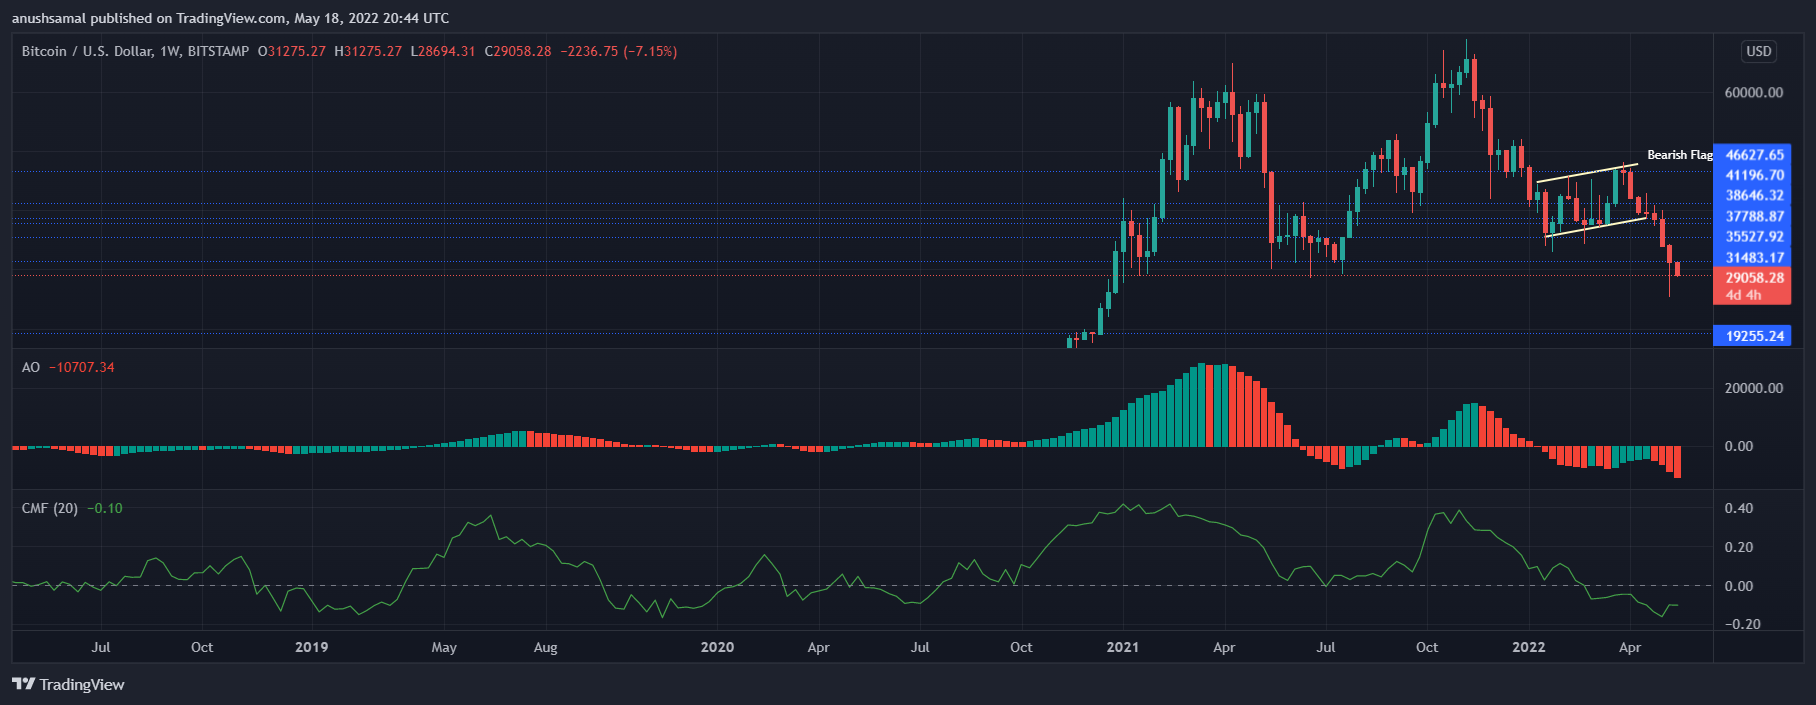 anushsamal published on TradingView.com, May 18, 2022 20:44 UTC
Bitcoin / U.S. Dollar, 1W, BITSTAMP O31275.27 H31275.27 L28694.31 C29058.28 −2236.75 (−7.15%)
USD
60000.00
Bearish Flag
46627.65
41196.70
38646.32
37788.87
35527.92
31483.17
29058.28
4d 4h
19255.24
AO −10707.34
20000.00
0.00
CMF (20) −0.10
0.40
0.20
0.00
−0.20
Jul Oct 2019 May Aug 2020 Apr Jul Oct 2021 Apr Jul Oct 2022 Apr
TradingView